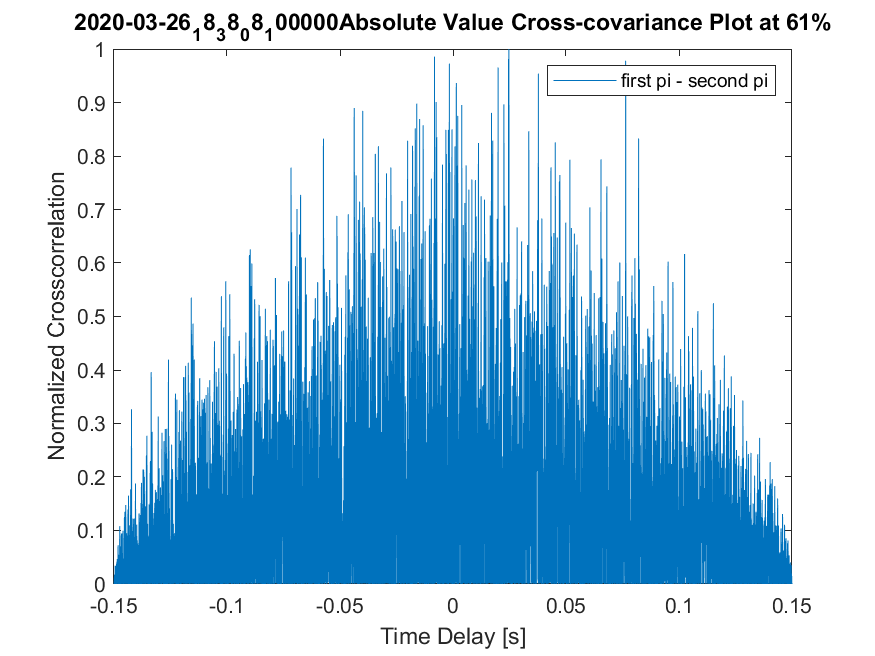 2020-03-26₁8₃8₀8₁00000Absolute Value Cross-covariance Plot at 61%
first pi - second pi
Normalized Crosscorrelation
1
0.9
0.8
0.7
0.6
0.5
0.4
0.3
0.2
0.1
0
-0.15 -0.1 -0.05 0 0.05 0.1 0.15
Time Delay [s]